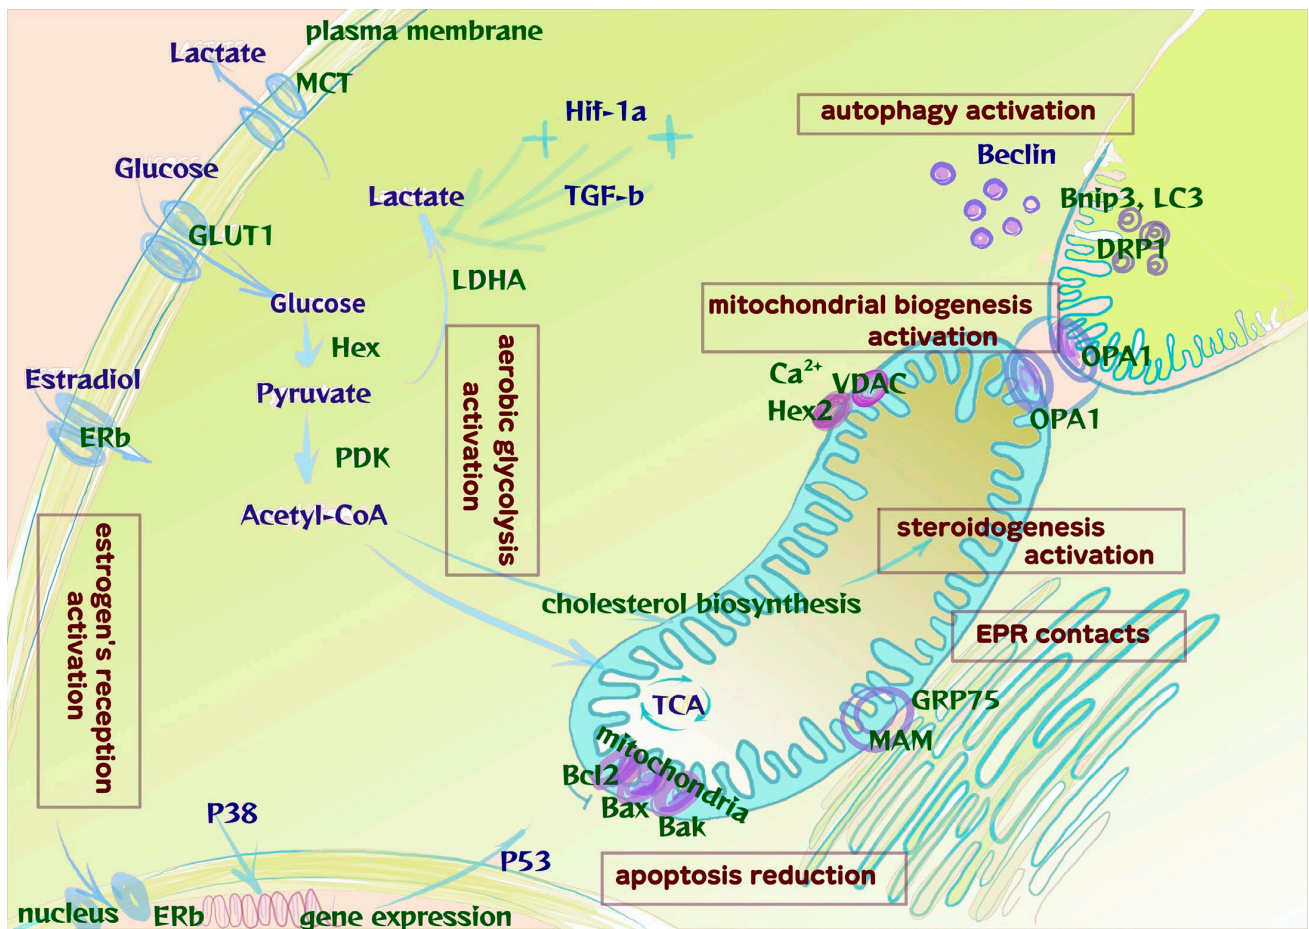 plasma membrane
Lactate
MCT
Hif-1a
autophagy activation
Beclin
Glucose
Lactate
TGF-b
Bnip3, LC3
GLUT1
DRP1
LDHA
Glucose
mitochondrial biogenesis
activation
Hex
OPA1
Estradiol
Pyruvate
Ca²⁺
VDAC
Hex2
OPA1
ERb
PDK
aerobic glycolysis
activation
Acetyl-CoA
steroidogenesis
activation
estrogen's reception
activation
cholesterol biosynthesis
EPR contacts
TCA
GRP75
MAM
mitochondria
Bcl2
Bax
Bak
P38
P53
apoptosis reduction
nucleus
ERb
gene expression